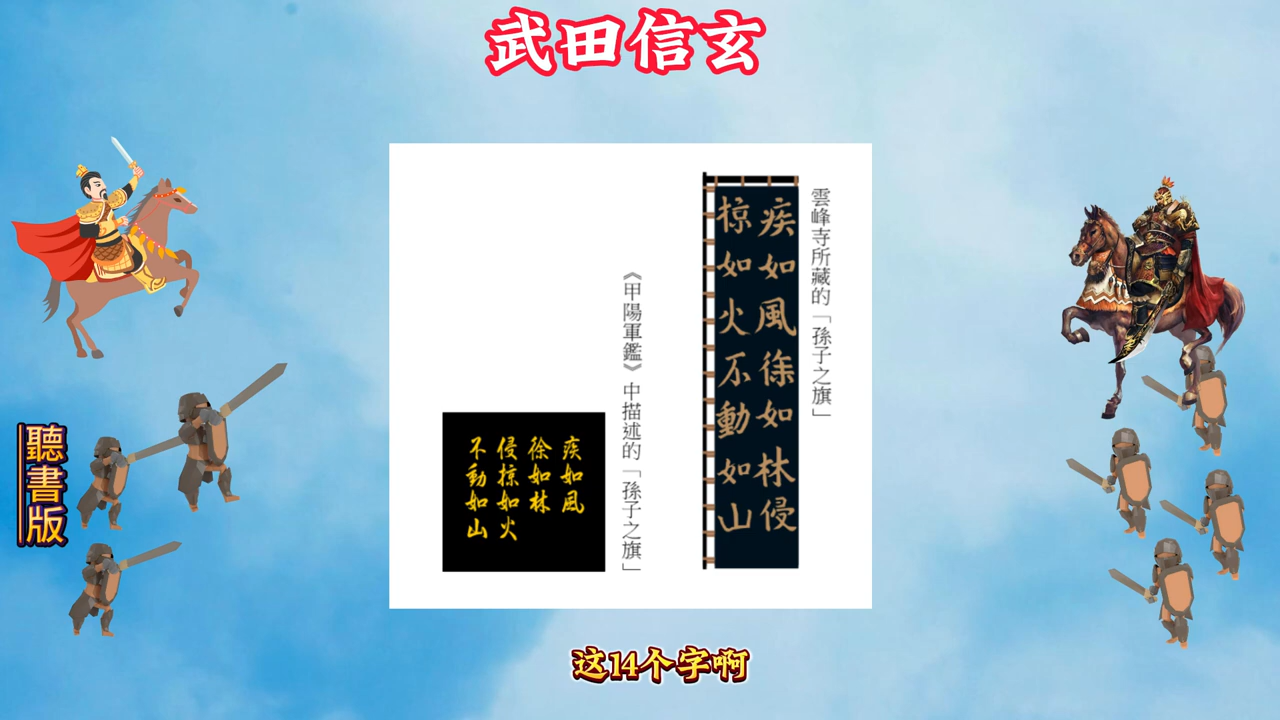 武田信玄
雲峰寺所藏的「孫子之旗」
疾如風徐如林侵
掠如火不動如山
《甲陽軍鑑》中描述的「孫子之旗」
疾如風
徐如林
侵掠如火
不動如山
聽書版
这14个字啊